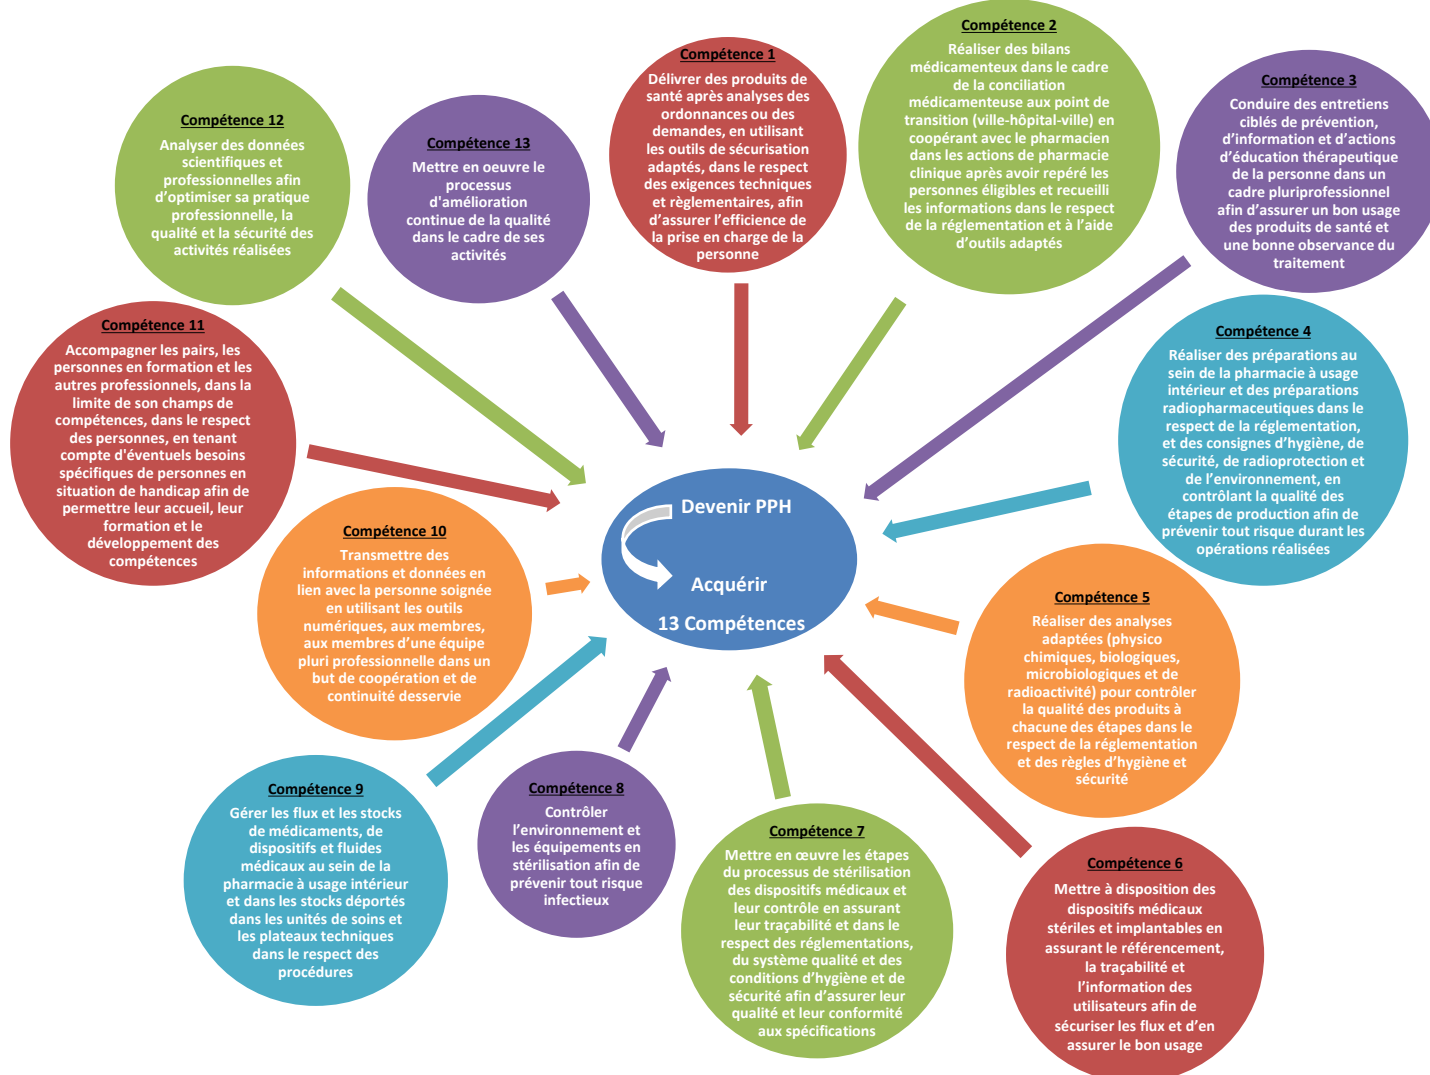 Compétence 1
Délivrer des produits de
santé après analyses des
ordonnances ou des
demandes, en utilisant
les outils de sécurisation
adaptés, dans le respect
des exigences techniques
et règlementaires, afin
d’assurer l’efficience de
la prise en charge de la
personne
Compétence 2
Réaliser des bilans
médicamenteux dans le cadre
de la conciliation
médicamenteuse aux point de
transition (ville-hôpital-ville) en
coopérant avec le pharmacien
dans les actions de pharmacie
clinique après avoir repéré les
personnes éligibles et recueilli
les informations dans le respect
de la réglementation et à l’aide
d’outils adaptés
Compétence 3
Conduire des entretiens
ciblés de prévention,
d’information et d’actions
d’éducation thérapeutique
de la personne dans un
cadre pluriprofessionnel
afin d’assurer un bon usage
des produits de santé et
une bonne observance du
traitement
Compétence 4
Réaliser des préparations au
sein de la pharmacie à usage
intérieur et des préparations
radiopharmaceutiques dans le
respect de la réglementation,
et des consignes d’hygiène, de
sécurité, de radioprotection et
de l’environnement, en
contrôlant la qualité des
étapes de production afin de
prévenir tout risque durant les
opérations réalisées
Compétence 5
Réaliser des analyses
adaptées (physico
chimiques, biologiques,
microbiologiques et de
radioactivité) pour contrôler
la qualité des produits à
chacune des étapes dans le
respect de la réglementation
et des règles d’hygiène et
sécurité
Compétence 6
Mettre à disposition des
dispositifs médicaux
stériles et implantables en
assurant le référencement,
la traçabilité et
l’information des
utilisateurs afin de
sécuriser les flux et d’en
assurer le bon usage
Compétence 7
Mettre en œuvre les étapes
du processus de stérilisation
des dispositifs médicaux et
leur contrôle en assurant
leur traçabilité et dans le
respect des réglementations,
du système qualité et des
conditions d’hygiène et de
sécurité afin d’assurer leur
qualité et leur conformité
aux spécifications
Compétence 8
Contrôler
l’environnement et
les équipements en
stérilisation afin de
prévenir tout risque
infectieux
Compétence 9
Gérer les flux et les stocks
de médicaments, de
dispositifs et fluides
médicaux au sein de la
pharmacie à usage intérieur
et dans les stocks déportés
dans les unités de soins et
les plateaux techniques
dans le respect des
procédures
Compétence 10
Transmettre des
informations et données en
lien avec la personne soignée
en utilisant les outils
numériques, aux membres,
aux membres d’une équipe
pluri professionnelle dans un
but de coopération et de
continuité desservie
Compétence 11
Accompagner les pairs, les
personnes en formation et les
autres professionnels, dans la
limite de son champs de
compétences, dans le respect
des personnes, en tenant
compte d'éventuels besoins
spécifiques de personnes en
situation de handicap afin de
permettre leur accueil, leur
formation et le
développement des
compétences
Compétence 12
Analyser des données
scientifiques et
professionnelles afin
d’optimiser sa pratique
professionnelle, la
qualité et la sécurité des
activités réalisées
Compétence 13
Mettre en oeuvre le
processus
d'amélioration
continue de la qualité
dans le cadre de ses
activités
Devenir PPH
Acquérir
13 Compétences